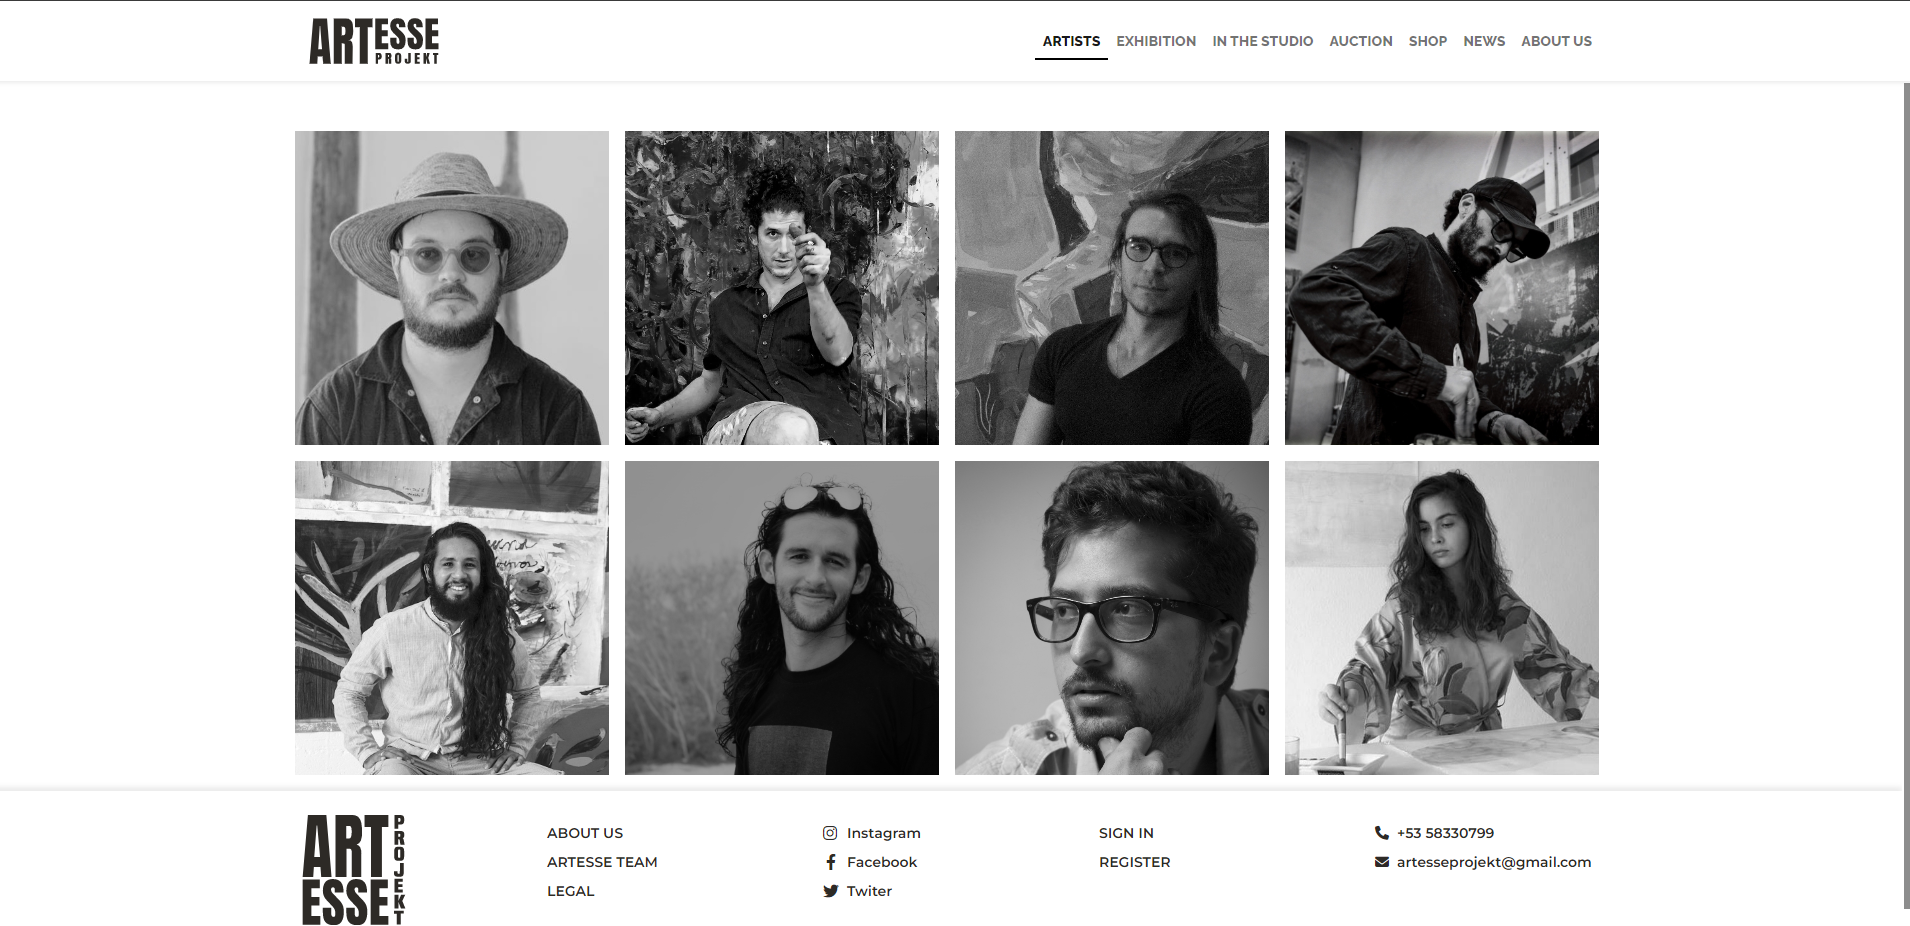 ARTESSE
PROJEKT
ARTISTS
EXHIBITION
IN THE STUDIO
AUCTION
SHOP
NEWS
ABOUT US
ART
ESSE
PROJEKT
ABOUT US
ARTESSE TEAM
LEGAL
Instagram
Facebook
Twiter
SIGN IN
REGISTER
+53 58330799
artesseprojekt@gmail.com